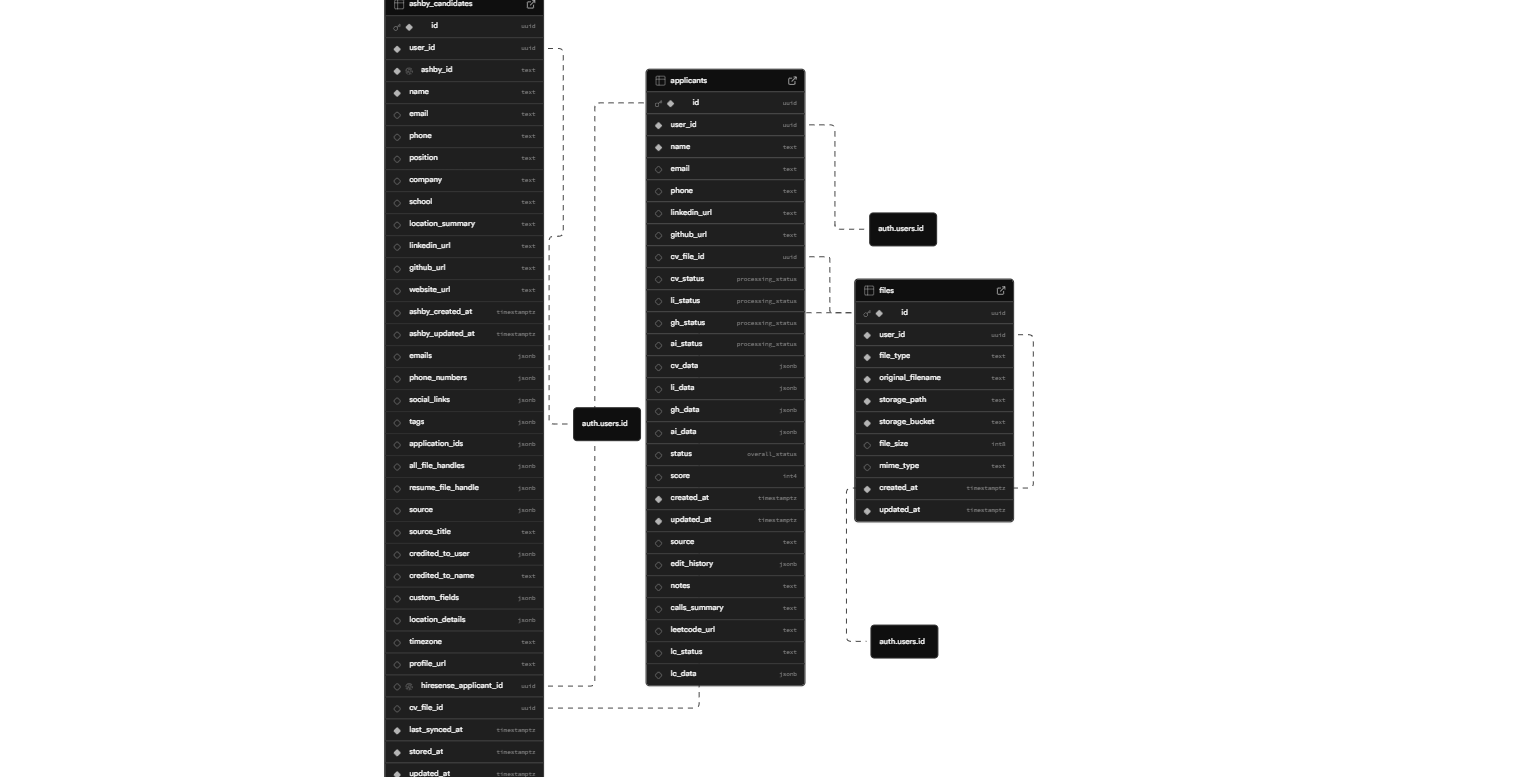 ashby_candidates
id uuid
user_id uuid
ashby_id text
name text
email text
phone text
position text
company text
school text
location_summary text
linkedin_url text
github_url text
website_url text
ashby_created_at timestamptz
ashby_updated_at timestamptz
emails jsonb
phone_numbers jsonb
social_links jsonb
tags jsonb
application_ids jsonb
all_file_handles jsonb
resume_file_handle jsonb
source jsonb
source_title text
credited_to_user jsonb
credited_to_name text
custom_fields jsonb
location_details jsonb
timezone text
profile_url text
hiresense_applicant_id uuid
cv_file_id uuid
last_synced_at timestamptz
stored_at timestamptz
updated_at timestamptz
auth.users.id
applicants
id uuid
user_id uuid
name text
email text
phone text
linkedin_url text
github_url text
cv_file_id uuid
cv_status processing_status
li_status processing_status
gh_status processing_status
ai_status processing_status
cv_data jsonb
li_data jsonb
gh_data jsonb
ai_data jsonb
status overall_status
score int4
created_at timestamptz
updated_at timestamptz
source text
edit_history jsonb
notes text
calls_summary text
leetcode_url text
lc_status text
lc_data jsonb
auth.users.id
files
id uuid
user_id uuid
file_type text
original_filename text
storage_path text
storage_bucket text
file_size int8
mime_type text
created_at timestamptz
updated_at timestamptz
auth.users.id